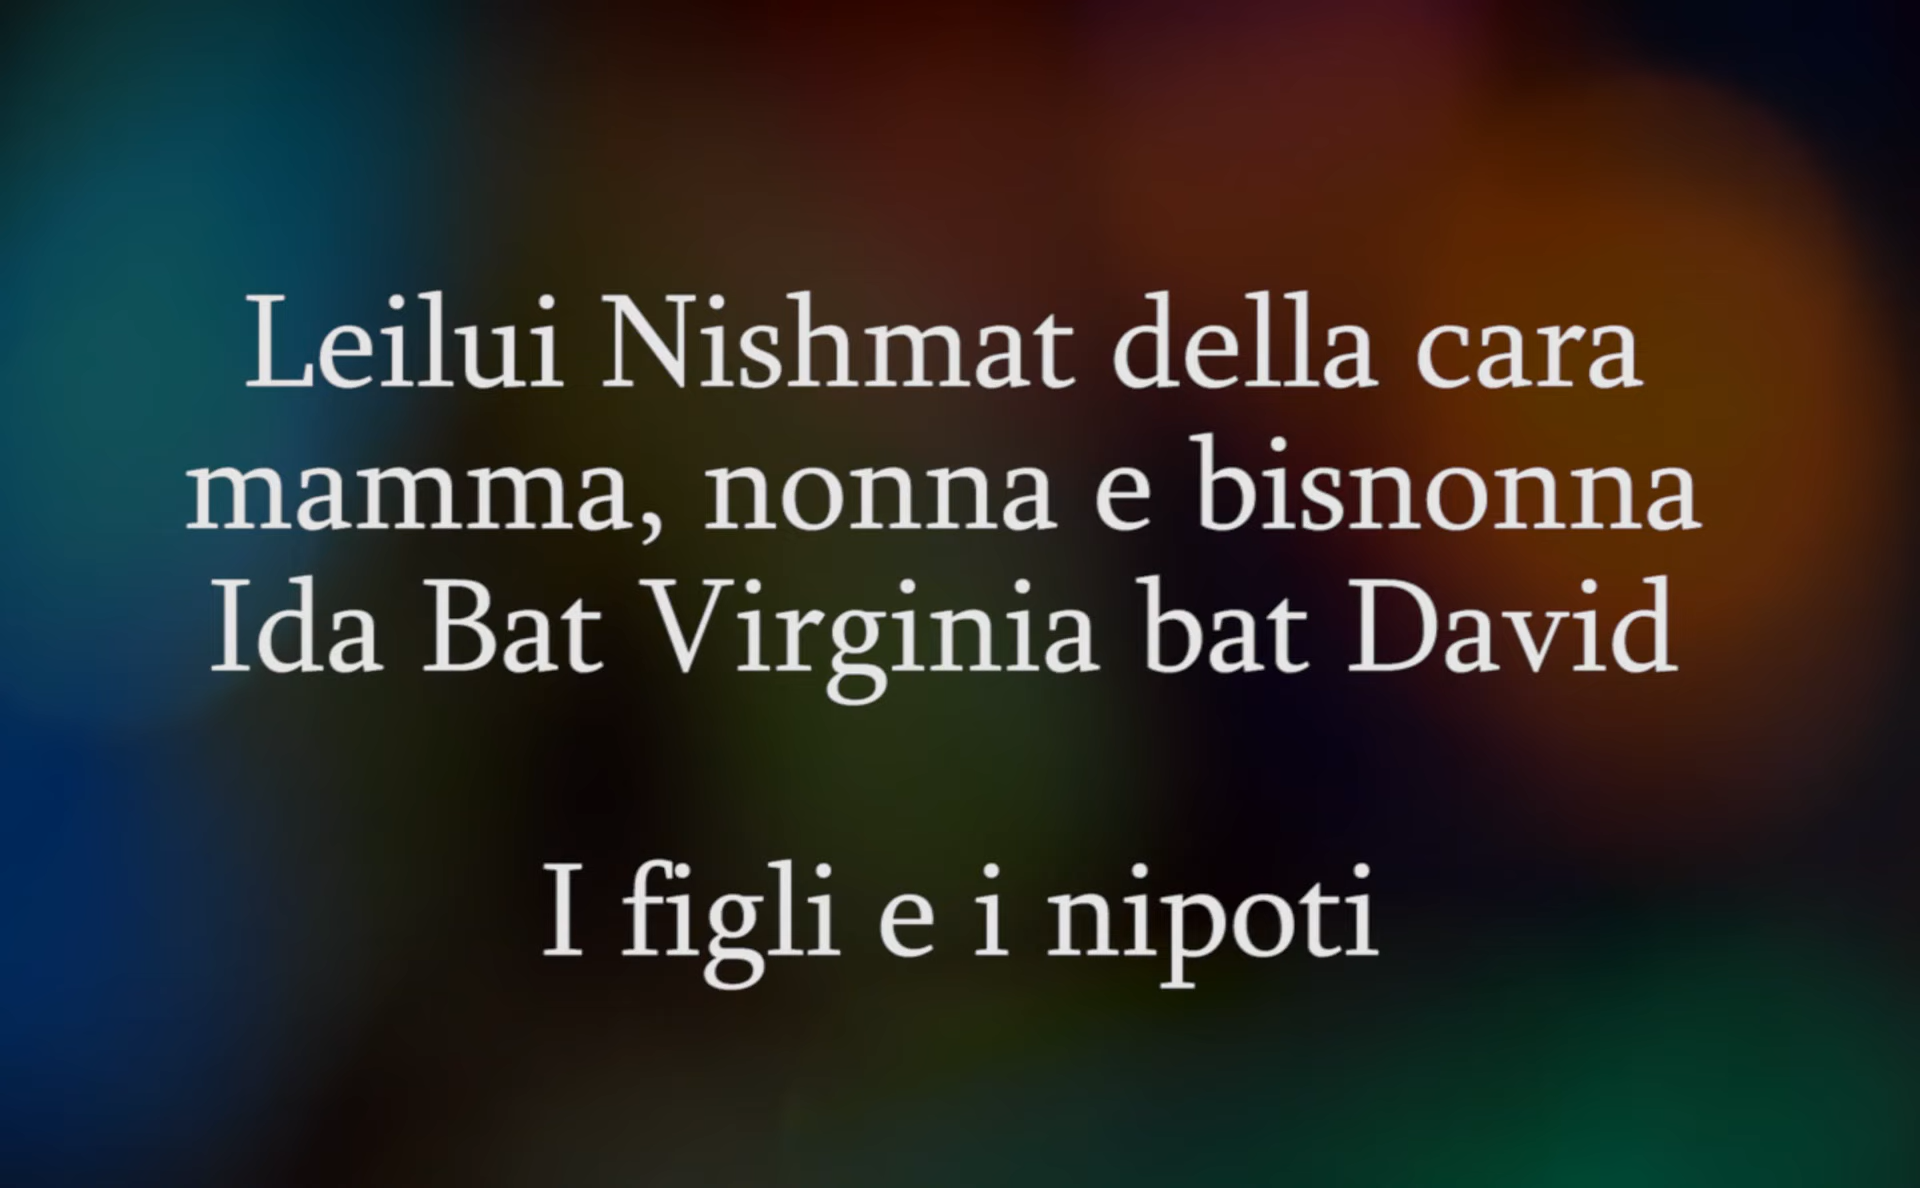 Leilui Nishmat della cara
mamma, nonna e bisnonna
Ida Bat Virginia bat David
I figli e i nipoti